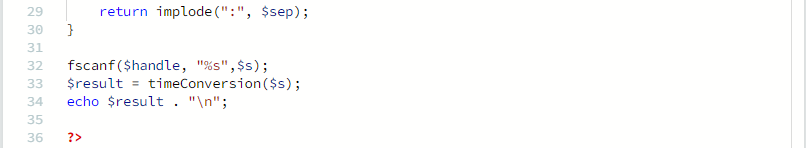 29 return implode(":", $sep);
30 }
31
32 fscanf($handle, "%s",$s);
33 $result = timeConversion($s);
34 echo $result . "\n";
35
36 ?>